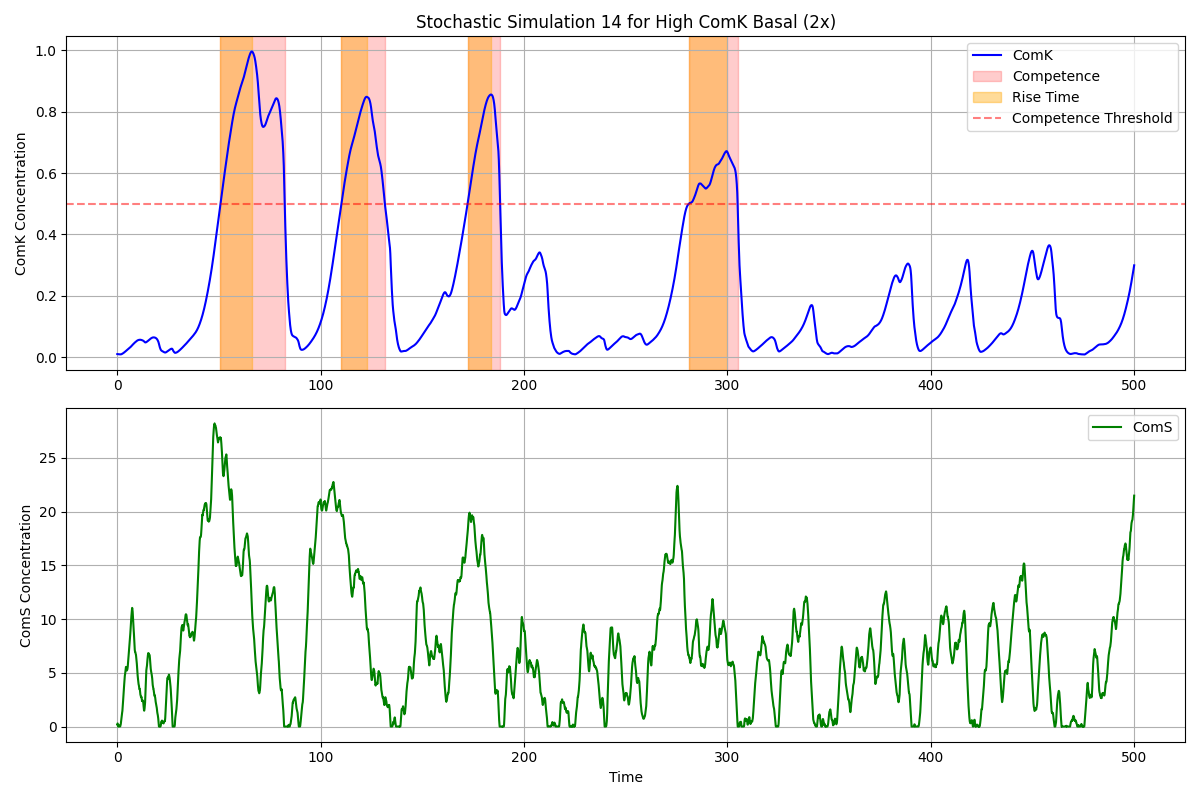 Stochastic Simulation 14 for High ComK Basal (2x)
ComK Concentration
1.0
0.8
0.6
0.4
0.2
0.0
ComK
Competence
Rise Time
Competence Threshold
0
100
200
300
400
500
ComS Concentration
25
20
15
10
5
0
ComS
0
100
200
300
400
500
Time